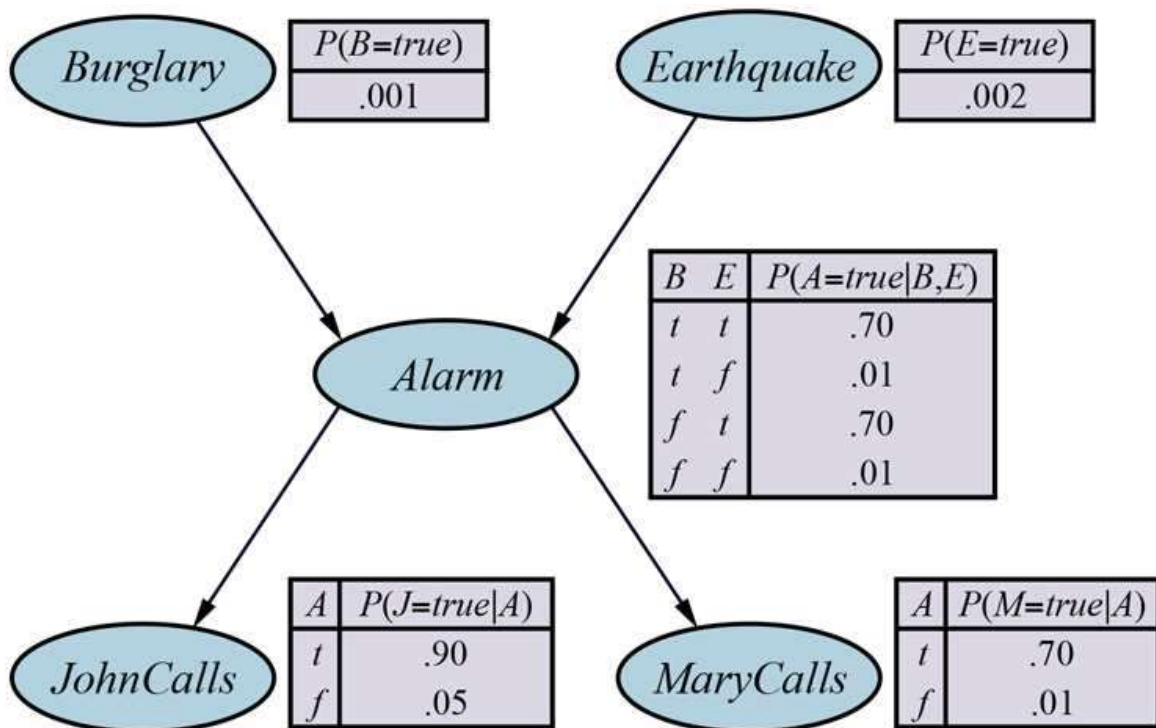 Burglary
P(B=true)
.001
Earthquake
P(E=true)
.002
Alarm
B E P(A=true|B,E)
t t .70
t f .01
f t .70
f f .01
JohnCalls
A P(J=true|A)
t .90
f .05
MaryCalls
A P(M=true|A)
t .70
f .01